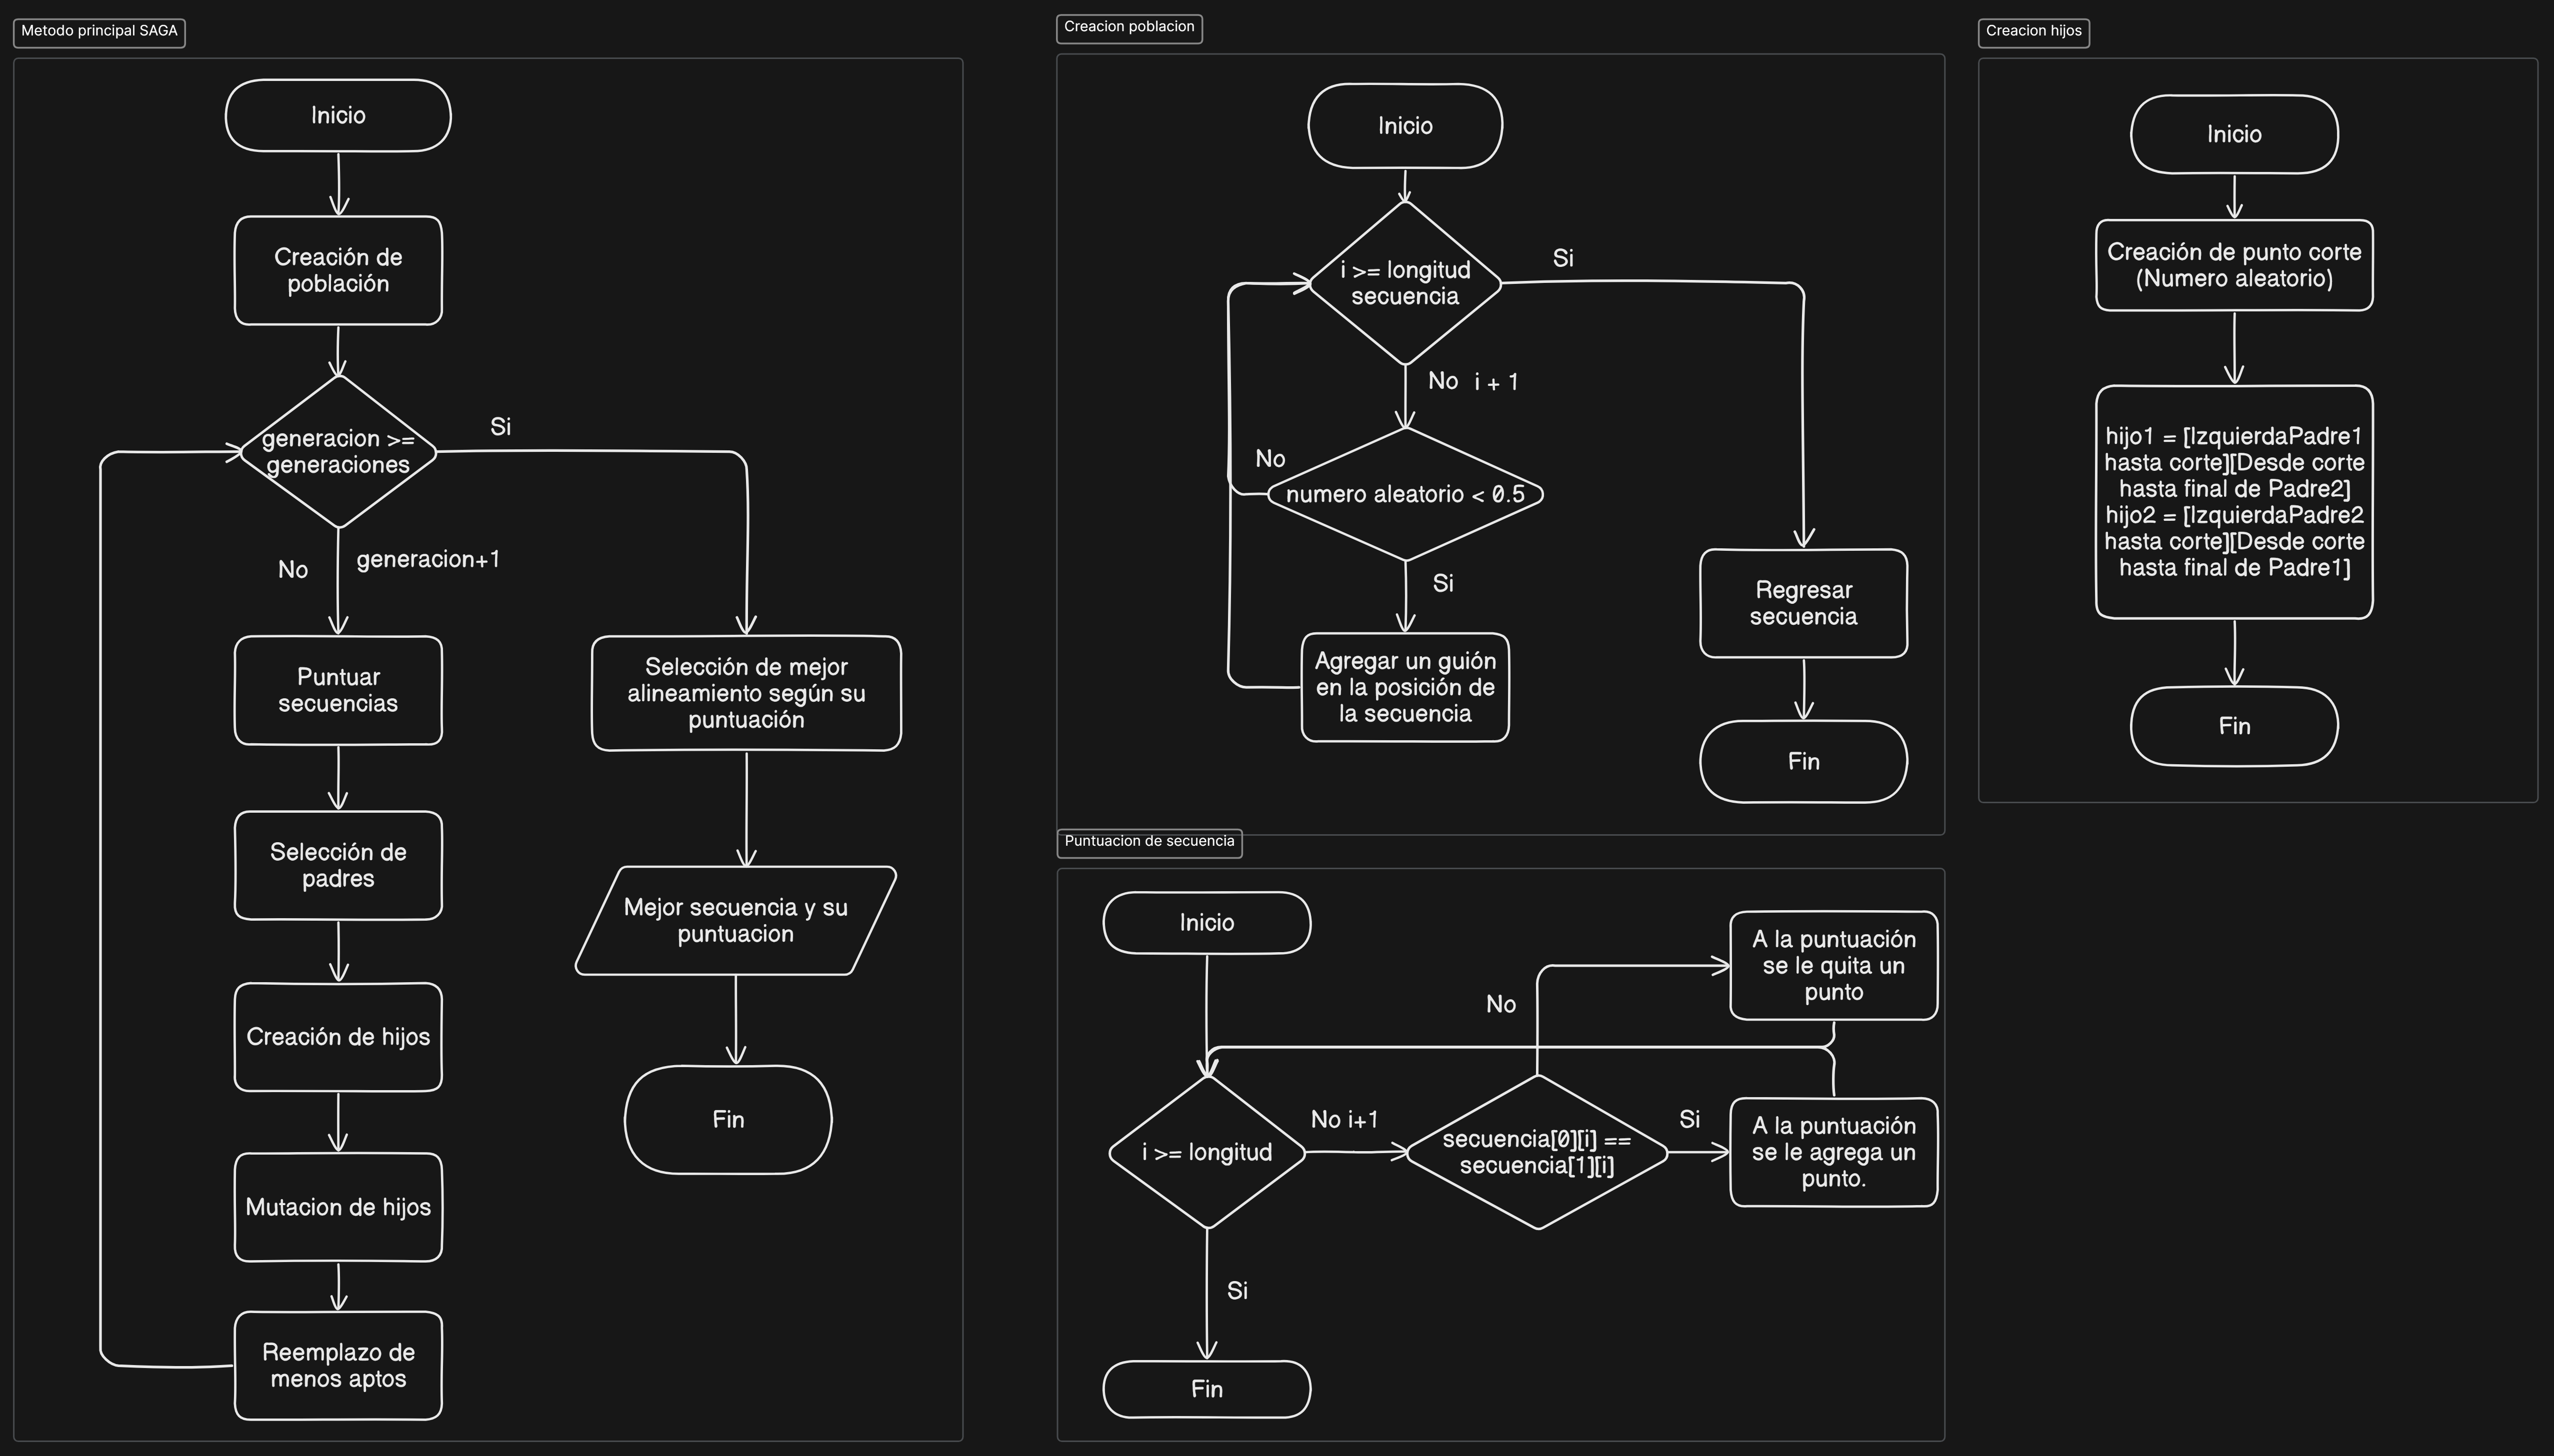 Metodo principal SAGA
Inicio
Creación de
población
generacion >=
generaciones
Si
No
generacion+1
Puntuar
secuencias
Selección de
padres
Creación de hijos
Mutacion de hijos
Reemplazo de
menos aptos
Selección de mejor
alineamiento según su
puntuación
Mejor secuencia y su
puntuacion
Fin
Creacion poblacion
Inicio
i >= longitud
secuencia
Si
No i + 1
numero aleatorio < 0.5
No
Si
Agregar un guión
en la posición de
la secuencia
Regresar
secuencia
Fin
Puntuacion de secuencia
Inicio
i >= longitud
No i+1
secuencia[0][i] ==
secuencia[1][i]
No
A la puntuación
se le quita un
punto
Si
A la puntuación
se le agrega un
punto.
Si
Fin
Creacion hijos
Inicio
Creación de punto corte
(Numero aleatorio)
hijo1 = [IzquierdaPadre1
hasta corte][Desde corte
hasta final de Padre2]
hijo2 = [IzquierdaPadre2
hasta corte][Desde corte
hasta final de Padre1]
Fin